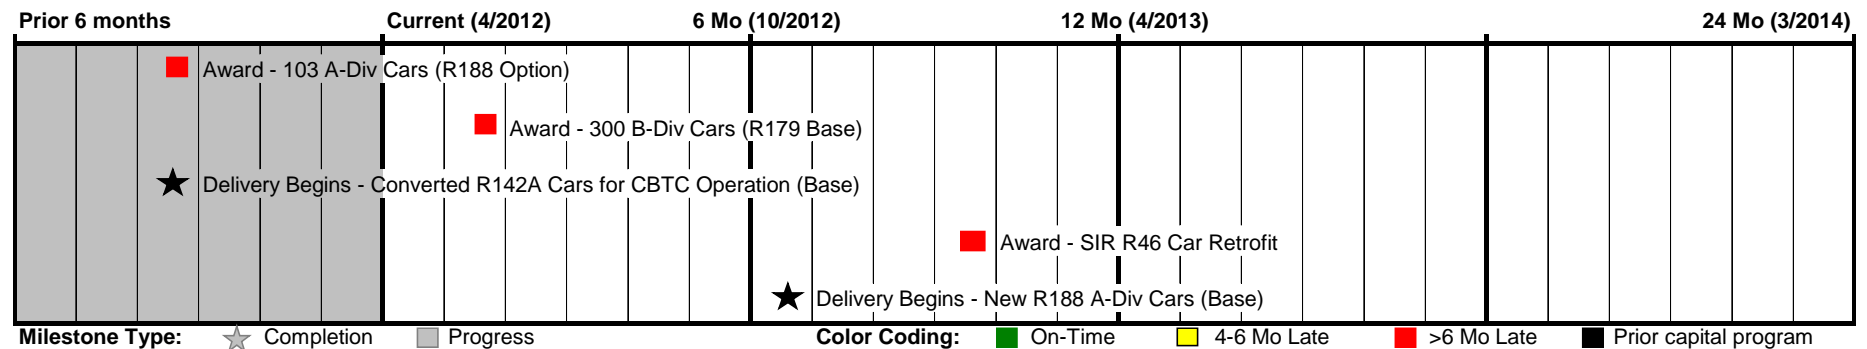 Prior 6 months Current (4/2012) 6 Mo (10/2012) 12 Mo (4/2013) 24 Mo (3/2014)
Award - 103 A-Div Cars (R188 Option)
Award - 300 B-Div Cars (R179 Base)
Delivery Begins - Converted R142A Cars for CBTC Operation (Base)
Award - SIR R46 Car Retrofit
Delivery Begins - New R188 A-Div Cars (Base)
Milestone Type: Completion Progress Color Coding: On-Time 4-6 Mo Late >6 Mo Late Prior capital program